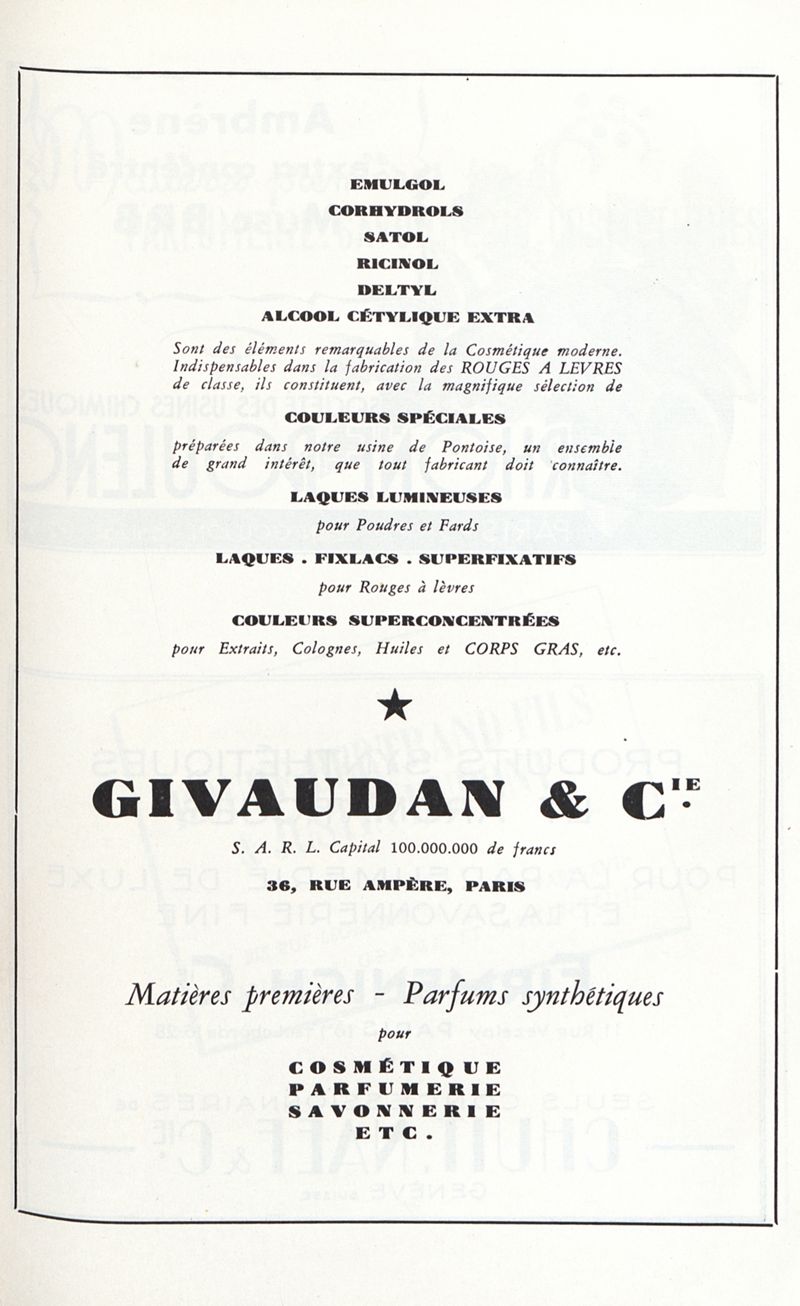 EMULGOL
CORHYDROLS
SATOL
RICINOL
DELTYL
ALCOOL CÉTYLIQUE EXTRA
Sont des éléments remarquables de la Cosmétique moderne.
Indispensables dans la fabrication des ROUGES A LEVRES
de classe, ils constituent, avec la magnifique sélection de
COULEURS SPÉCIALES
préparées dans notre usine de Pontoise, un ensemble
de grand intérêt, que tout fabricant doit connaître.
LAQUES LUMINEUSES
pour Poudres et Fards
LAQUES . FIXLACS . SUPERFIXATIFS
pour Rouges à lèvres
COULEURS SUPERCONCENTRÉES
pour Extraits, Colognes, Huiles et CORPS GRAS, etc.
GIVAUDAN & CIE.
S. A. R. L. Capital 100.000.000 de francs
36, RUE AMPÈRE, PARIS
Matières premières - Parfums synthétiques
pour
COSMÉTIQUE
PARFUMERIE
SAVONNERIE
ETC.